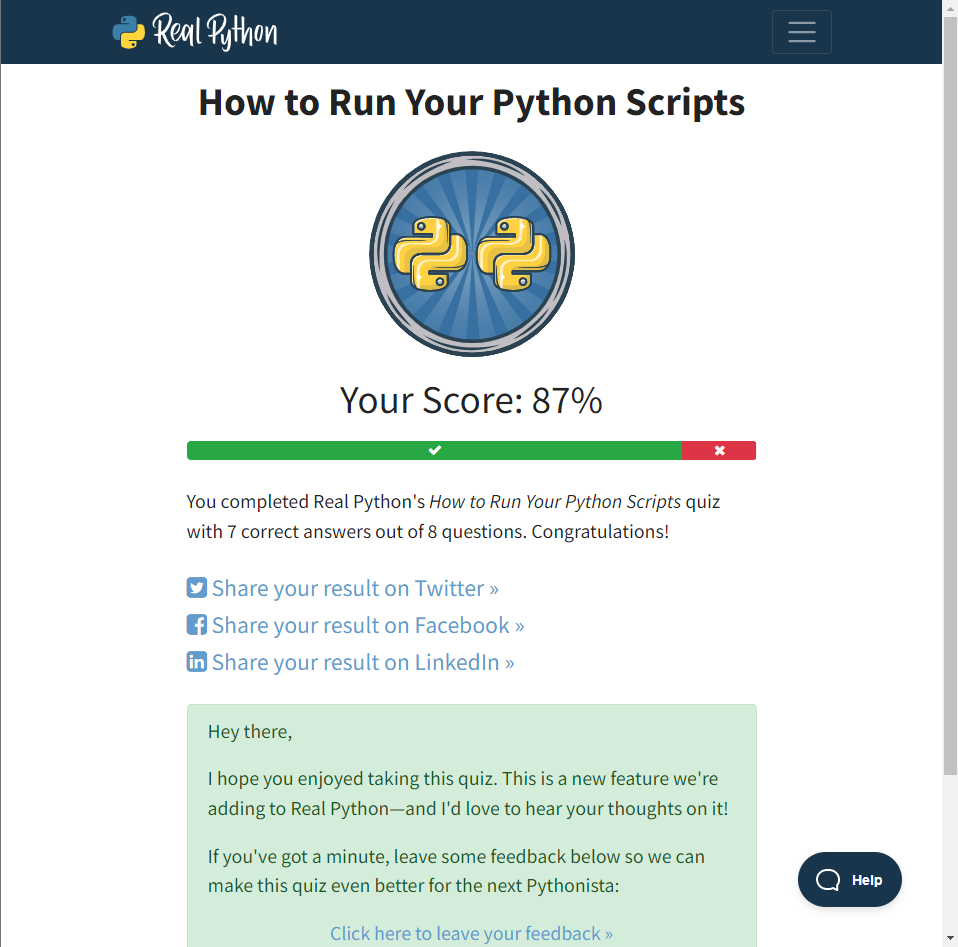 Real Python
How to Run Your Python Scripts
Your Score: 87%
You completed Real Python's How to Run Your Python Scripts quiz
with 7 correct answers out of 8 questions. Congratulations!
Share your result on Twitter »
Share your result on Facebook »
Share your result on LinkedIn »
Hey there,
I hope you enjoyed taking this quiz. This is a new feature we're
adding to Real Python—and I'd love to hear your thoughts on it!
If you've got a minute, leave some feedback below so we can
make this quiz even better for the next Pythonista:
Help
Click here to leave your feedback »